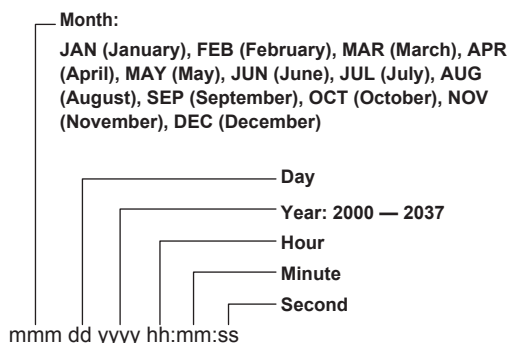 Month:
JAN (January), FEB (February), MAR (March), APR
(April), MAY (May), JUN (June), JUL (July), AUG
(August), SEP (September), OCT (October), NOV
(November), DEC (December)
Day
Year: 2000 — 2037
Hour
Minute
Second
mmm dd yyyy hh:mm:ss